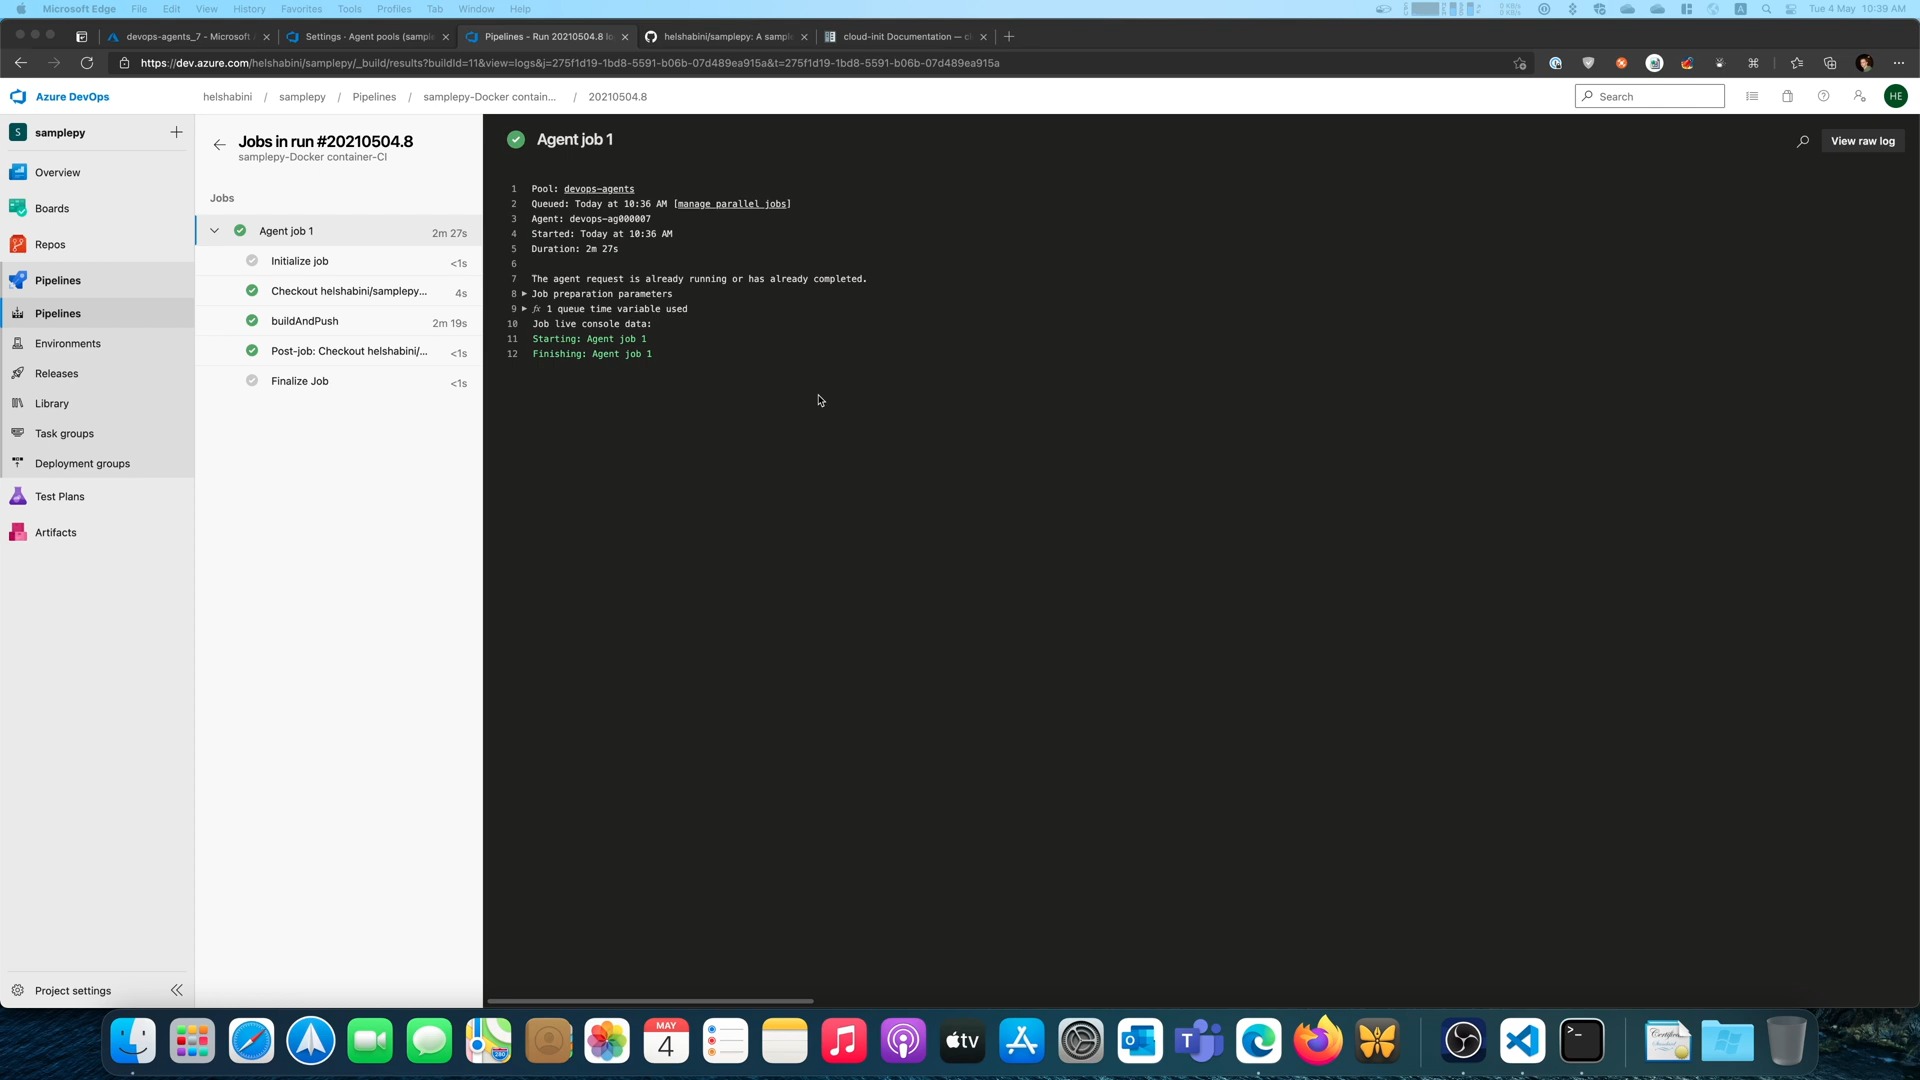 Microsoft Edge File Edit View History Favorites Tools Profiles Tab Window Help
Tue 4 May 10:39 AM
devops-agents_7 - Microsoft
Settings · Agent pools (sampl
Pipelines - Run 20210504.8 lo
helshabini/samplepy: A sampl
cloud-init Documentation — cl
https://dev.azure.com/helshabini/samplepy/_build/results?buildId=11&view=logs&j=275f1d19-1bd8-5591-b06b-07d489ea915a&t=275f1d19-1bd8-5591-b06b-07d489ea915a
Azure DevOps
helshabini / samplepy / Pipelines / samplepy-Docker contain... / 20210504.8
Search
HE
S samplepy
Overview
Boards
Repos
Pipelines
Pipelines
Environments
Releases
Library
Task groups
Deployment groups
Test Plans
Artifacts
Project settings
Jobs in run #20210504.8
samplepy-Docker container-CI
Jobs
Agent job 1 2m 27s
Initialize job <1s
Checkout helshabini/samplepy... 4s
buildAndPush 2m 19s
Post-job: Checkout helshabini/... <1s
Finalize Job <1s
Agent job 1
View raw log
1 Pool: devops-agents
2 Queued: Today at 10:36 AM [manage parallel jobs]
3 Agent: devops-ag000007
4 Started: Today at 10:36 AM
5 Duration: 2m 27s
6
7 The agent request is already running or has already completed.
8 Job preparation parameters
9 fx 1 queue time variable used
10 Job live console data:
11 Starting: Agent job 1
12 Finishing: Agent job 1
MAY
4
tv
280